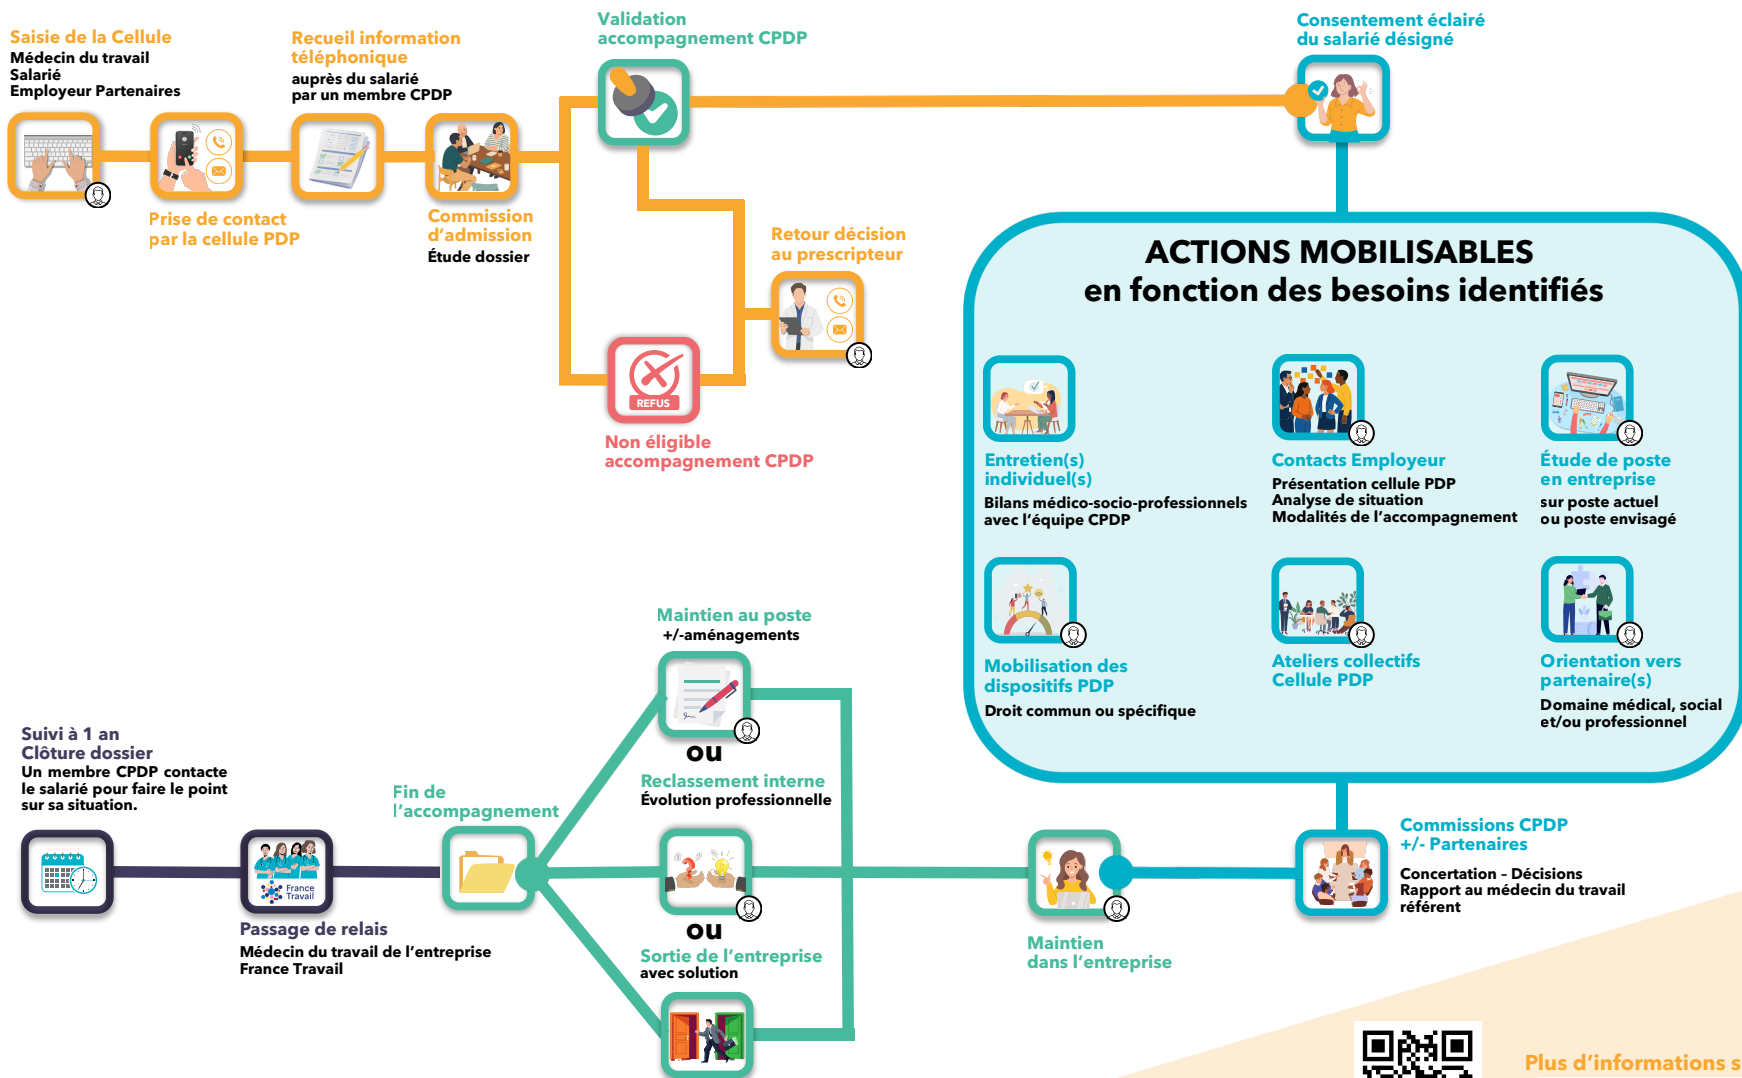 Saisie de la Cellule
Médecin du travail
Salarié
Employeur Partenaires
Prise de contact
par la cellule PDP
Recueil information
téléphonique
auprès du salarié
par un membre CPDP
Commission
d'admission
Étude dossier
Validation
accompagnement CPDP
REFUS
Non éligible
accompagnement CPDP
Retour décision
au prescripteur
Consentement éclairé
du salarié désigné
ACTIONS MOBILISABLES
en fonction des besoins identifiés
Entretien(s)
individuel(s)
Bilans médico-socio-professionnels
avec l'équipe CPDP
Contacts Employeur
Présentation cellule PDP
Analyse de situation
Modalités de l'accompagnement
Étude de poste
en entreprise
sur poste actuel
ou poste envisagé
Mobilisation des
dispositifs PDP
Droit commun ou spécifique
Ateliers collectifs
Cellule PDP
Orientation vers
partenaire(s)
Domaine médical, social
et/ou professionnel
Commissions CPDP
+/- Partenaires
Concertation – Décisions
Rapport au médecin du travail
référent
Maintien
dans l'entreprise
Maintien au poste
+/-aménagements
ou
Reclassement interne
Évolution professionnelle
ou
Sortie de l'entreprise
avec solution
Fin de
l'accompagnement
France
Travail
Passage de relais
Médecin du travail de l'entreprise
France Travail
Suivi à 1 an
Clôture dossier
Un membre CPDP contacte
le salarié pour faire le point
sur sa situation.
Plus d'informations s